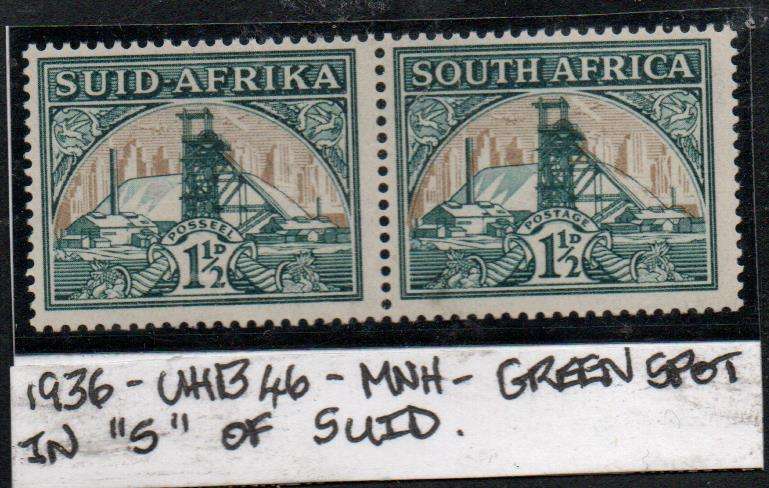 SUID-AFRIKA
POSSEEL
1½D
SOUTH AFRICA
POSTAGE
1½D
1936 - UHB 46 - MNH - GREEN SPOT
IN "S" OF SUID.